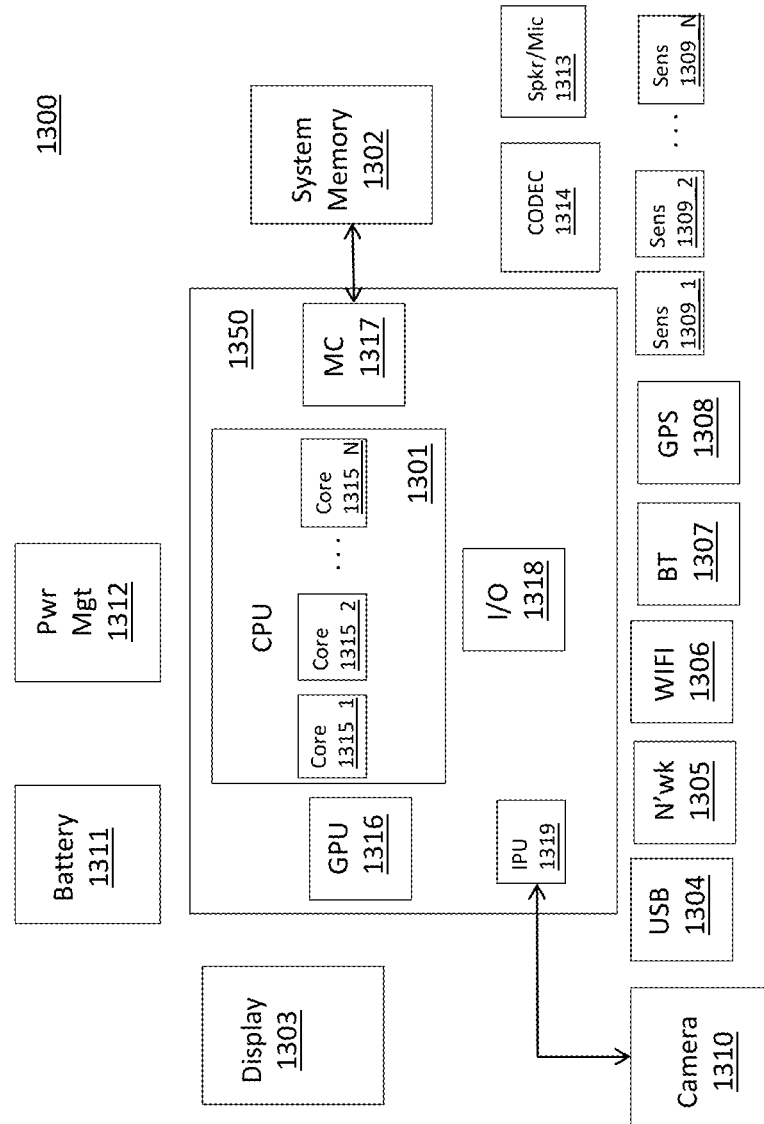 1300
Battery
1311
Pwr
Mgt
1312
Display
1303
1350
CPU
1301
Core
1315_1
Core
1315_2
. . .
Core
1315_N
GPU
1316
MC
1317
System
Memory
1302
IPU
1319
I/O
1318
CODEC
1314
Spkr/Mic
1313
Camera
1310
USB
1304
N'wk
1305
WIFI
1306
BT
1307
GPS
1308
Sens
1309_1
Sens
1309_2
. . .
Sens
1309_N